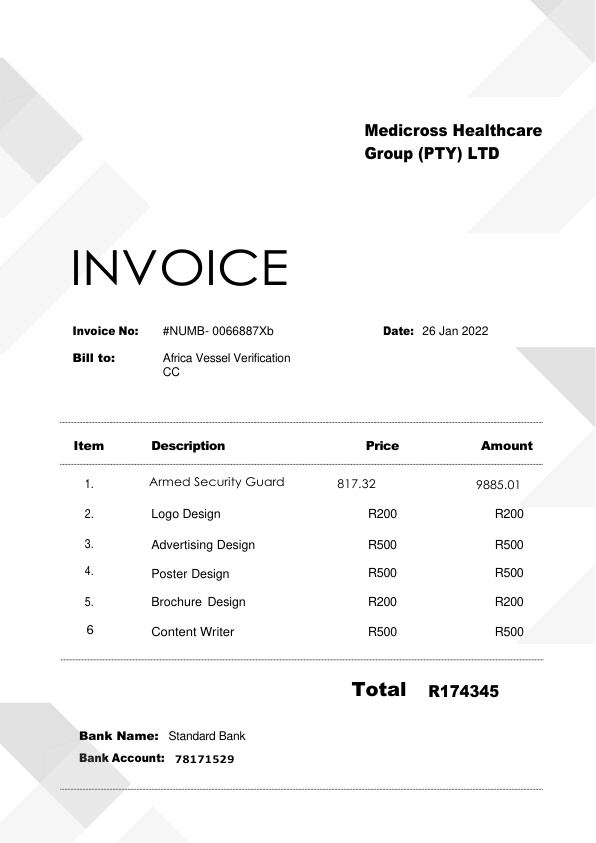 Medicross Healthcare
Group (PTY) LTD
INVOICE
Invoice No: #NUMB- 0066887Xb Date: 26 Jan 2022
Bill to: Africa Vessel Verification
CC
Item Description Price Amount
1. Armed Security Guard 817.32 9885.01
2. Logo Design R200 R200
3. Advertising Design R500 R500
4. Poster Design R500 R500
5. Brochure Design R200 R200
6 Content Writer R500 R500
Total R174345
Bank Name: Standard Bank
Bank Account: 78171529